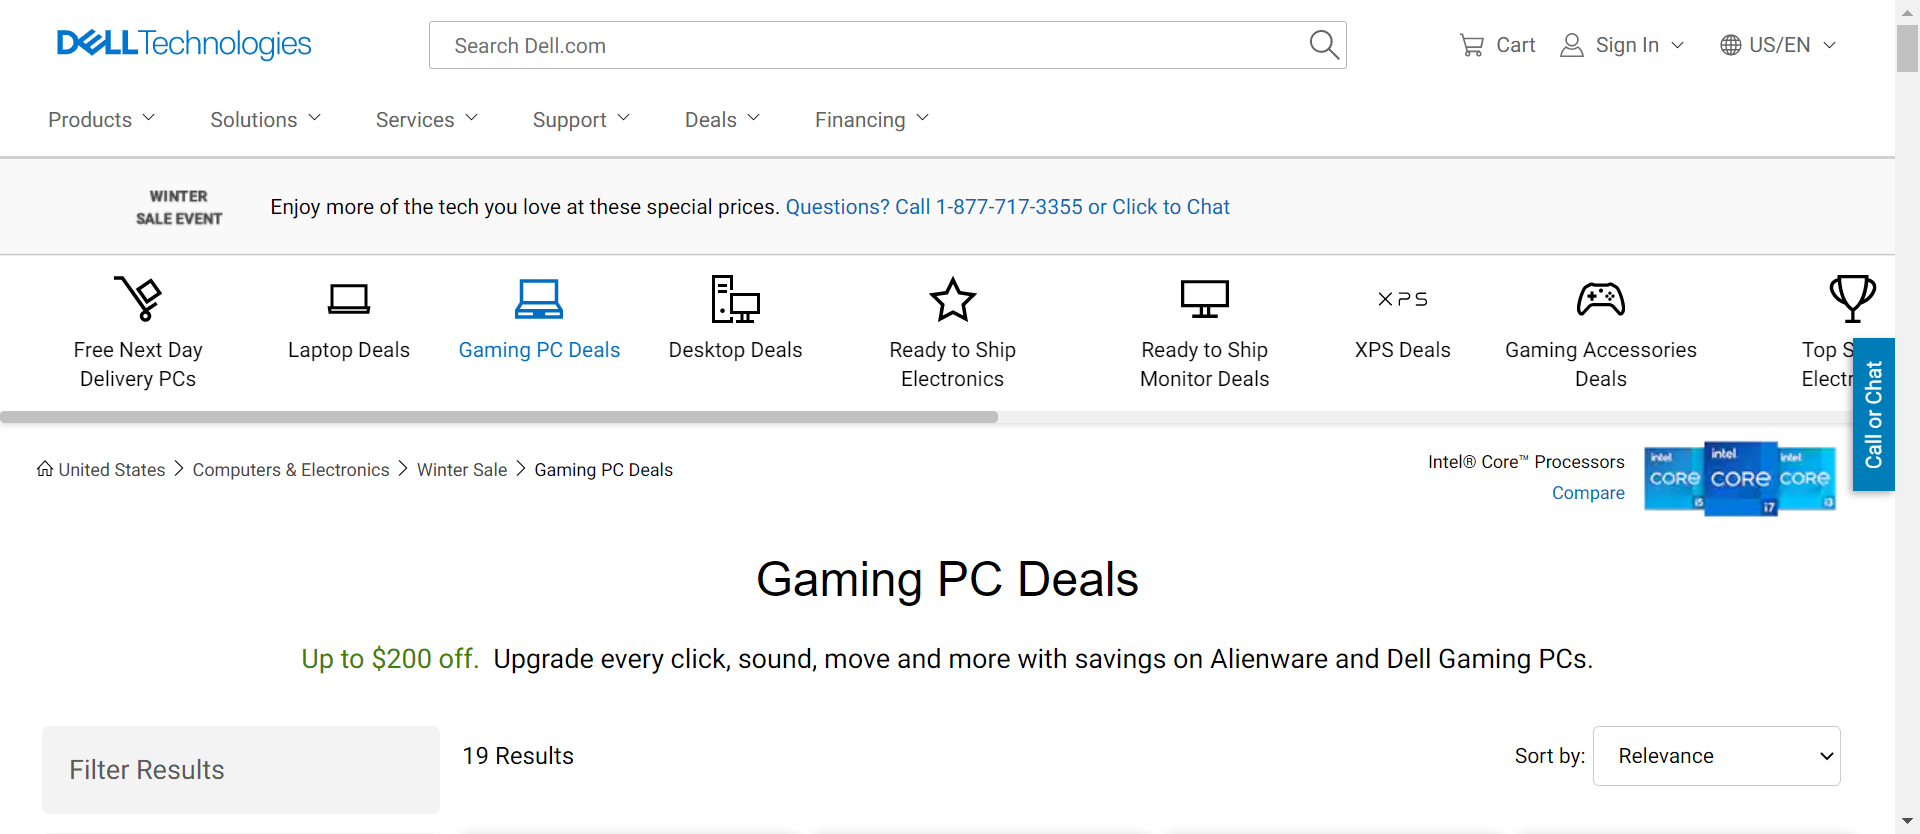 DELL Technologies
Search Dell.com
Cart
Sign In
US/EN
Products
Solutions
Services
Support
Deals
Financing
WINTER
SALE EVENT
Enjoy more of the tech you love at these special prices. Questions? Call 1-877-717-3355 or Click to Chat
Free Next Day
Delivery PCs
Laptop Deals
Gaming PC Deals
Desktop Deals
Ready to Ship
Electronics
Ready to Ship
Monitor Deals
XPS
XPS Deals
Gaming Accessories
Deals
Top
Call or Chat
United States
Computers & Electronics
Winter Sale
Gaming PC Deals
Intel® Core™ Processors
Compare
intel CORE i5
intel CORE i7
intel CORE i3
Gaming PC Deals
Up to $200 off. Upgrade every click, sound, move and more with savings on Alienware and Dell Gaming PCs.
Filter Results
19 Results
Sort by:
Relevance